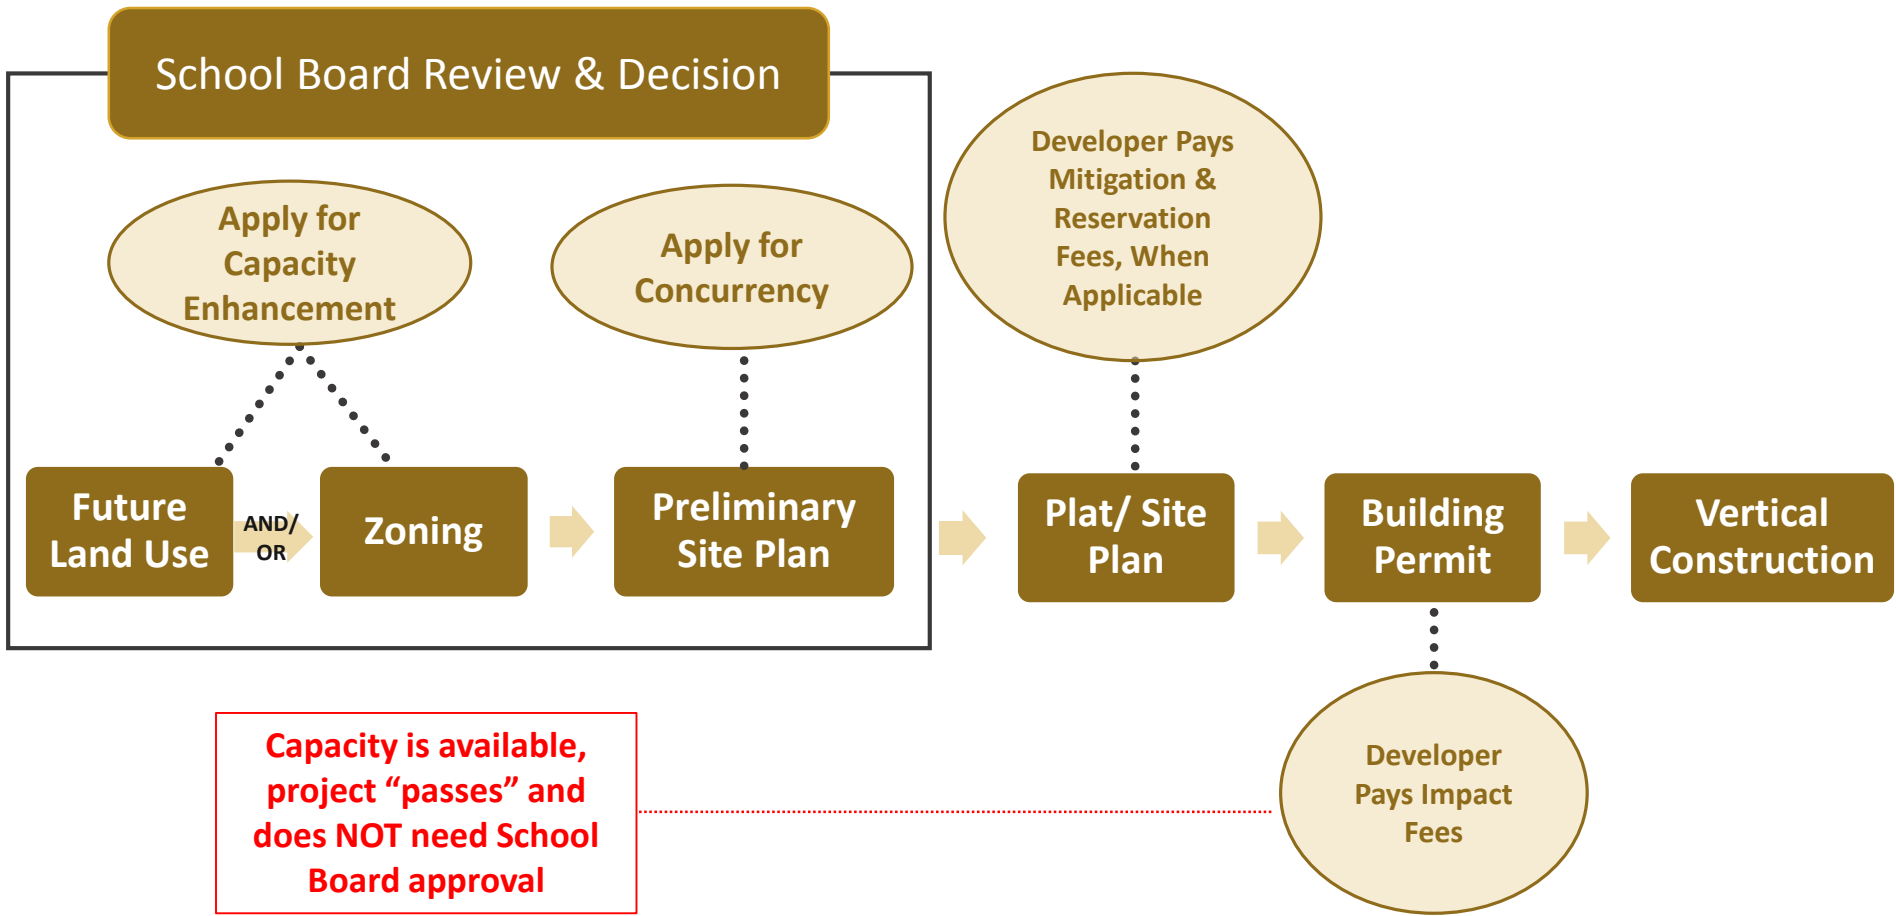 School Board Review & Decision
Apply for
Capacity
Enhancement
Apply for
Concurrency
Developer Pays
Mitigation &
Reservation
Fees, When
Applicable
Future
Land Use
AND/
OR
Zoning
Preliminary
Site Plan
Plat/ Site
Plan
Building
Permit
Vertical
Construction
Capacity is available,
project “passes” and
does NOT need School
Board approval
Developer
Pays Impact
Fees